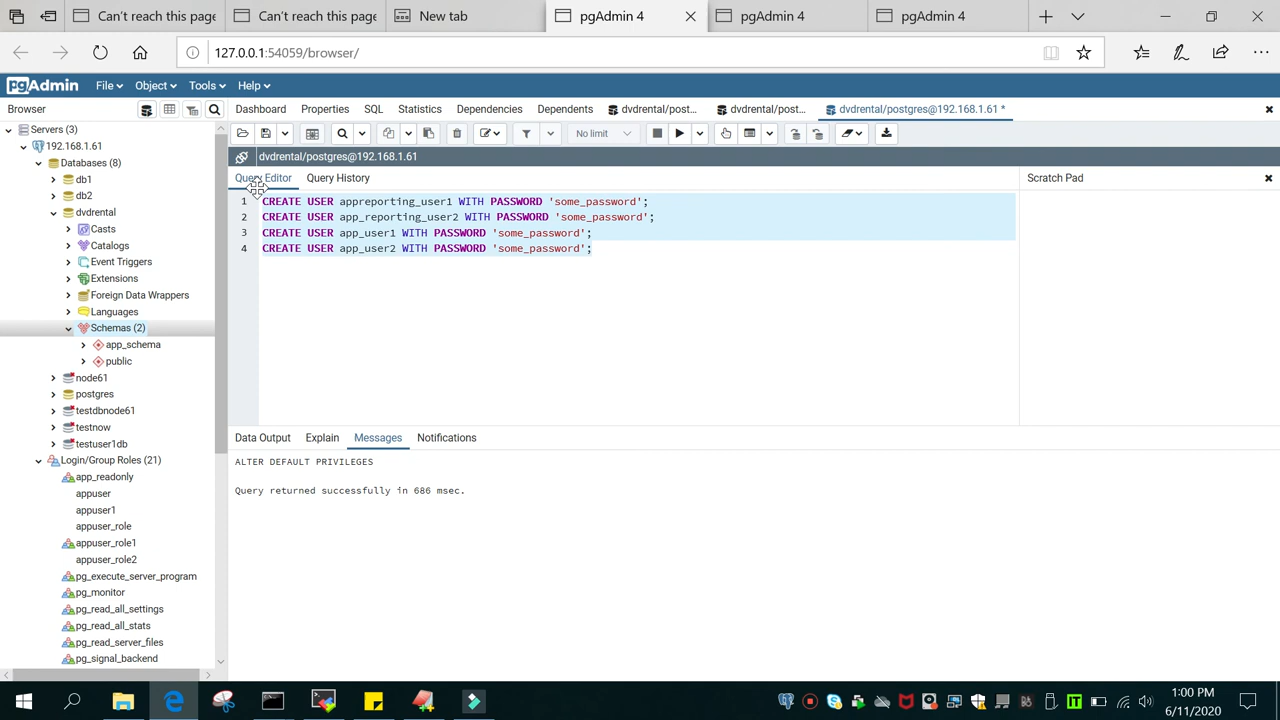 Can't reach this page
Can't reach this page
New tab
pgAdmin 4
pgAdmin 4
pgAdmin 4
127.0.0.1:54059/browser/
pgAdmin
File
Object
Tools
Help
Browser
Dashboard
Properties
SQL
Statistics
Dependencies
Dependents
dvdrental/post...
dvdrental/post...
dvdrental/postgres@192.168.1.61 *
No limit
dvdrental/postgres@192.168.1.61
Query Editor
Query History
Scratch Pad
1 CREATE USER appreporting_user1 WITH PASSWORD 'some_password';
2 CREATE USER app_reporting_user2 WITH PASSWORD 'some_password';
3 CREATE USER app_user1 WITH PASSWORD 'some_password';
4 CREATE USER app_user2 WITH PASSWORD 'some_password';
Servers (3)
192.168.1.61
Databases (8)
db1
db2
dvdrental
Casts
Catalogs
Event Triggers
Extensions
Foreign Data Wrappers
Languages
Schemas (2)
app_schema
public
node61
postgres
testdbnode61
testnow
testuser1db
Login/Group Roles (21)
app_readonly
appuser
appuser1
appuser_role
appuser_role1
appuser_role2
pg_execute_server_program
pg_monitor
pg_read_all_settings
pg_read_all_stats
pg_read_server_files
pg_signal_backend
Data Output
Explain
Messages
Notifications
ALTER DEFAULT PRIVILEGES
Query returned successfully in 686 msec.
1:00 PM
6/11/2020